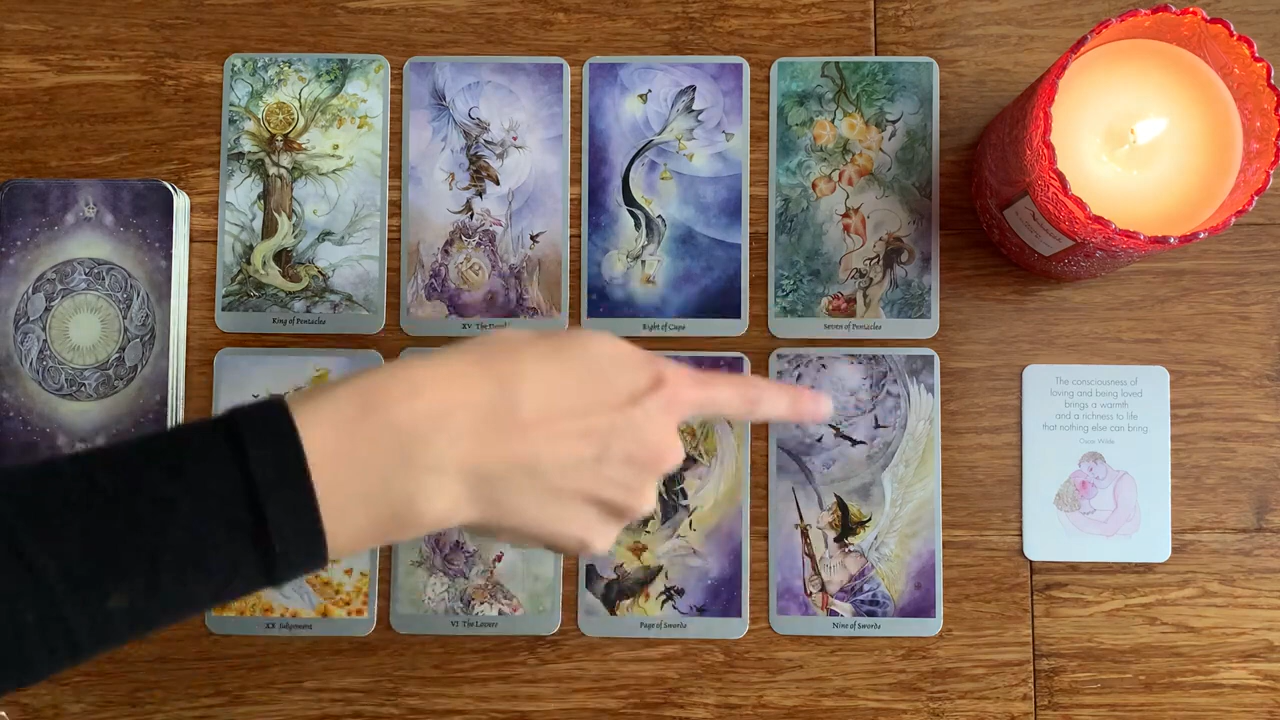 King of Pentacles
XV The Devil
Eight of Cups
Seven of Pentacles
The consciousness of
loving and being loved
brings a warmth
and a richness to life
that nothing else can bring
Oscar Wilde
XX Judgement
VI The Lovers
Page of Swords
Nine of Swords